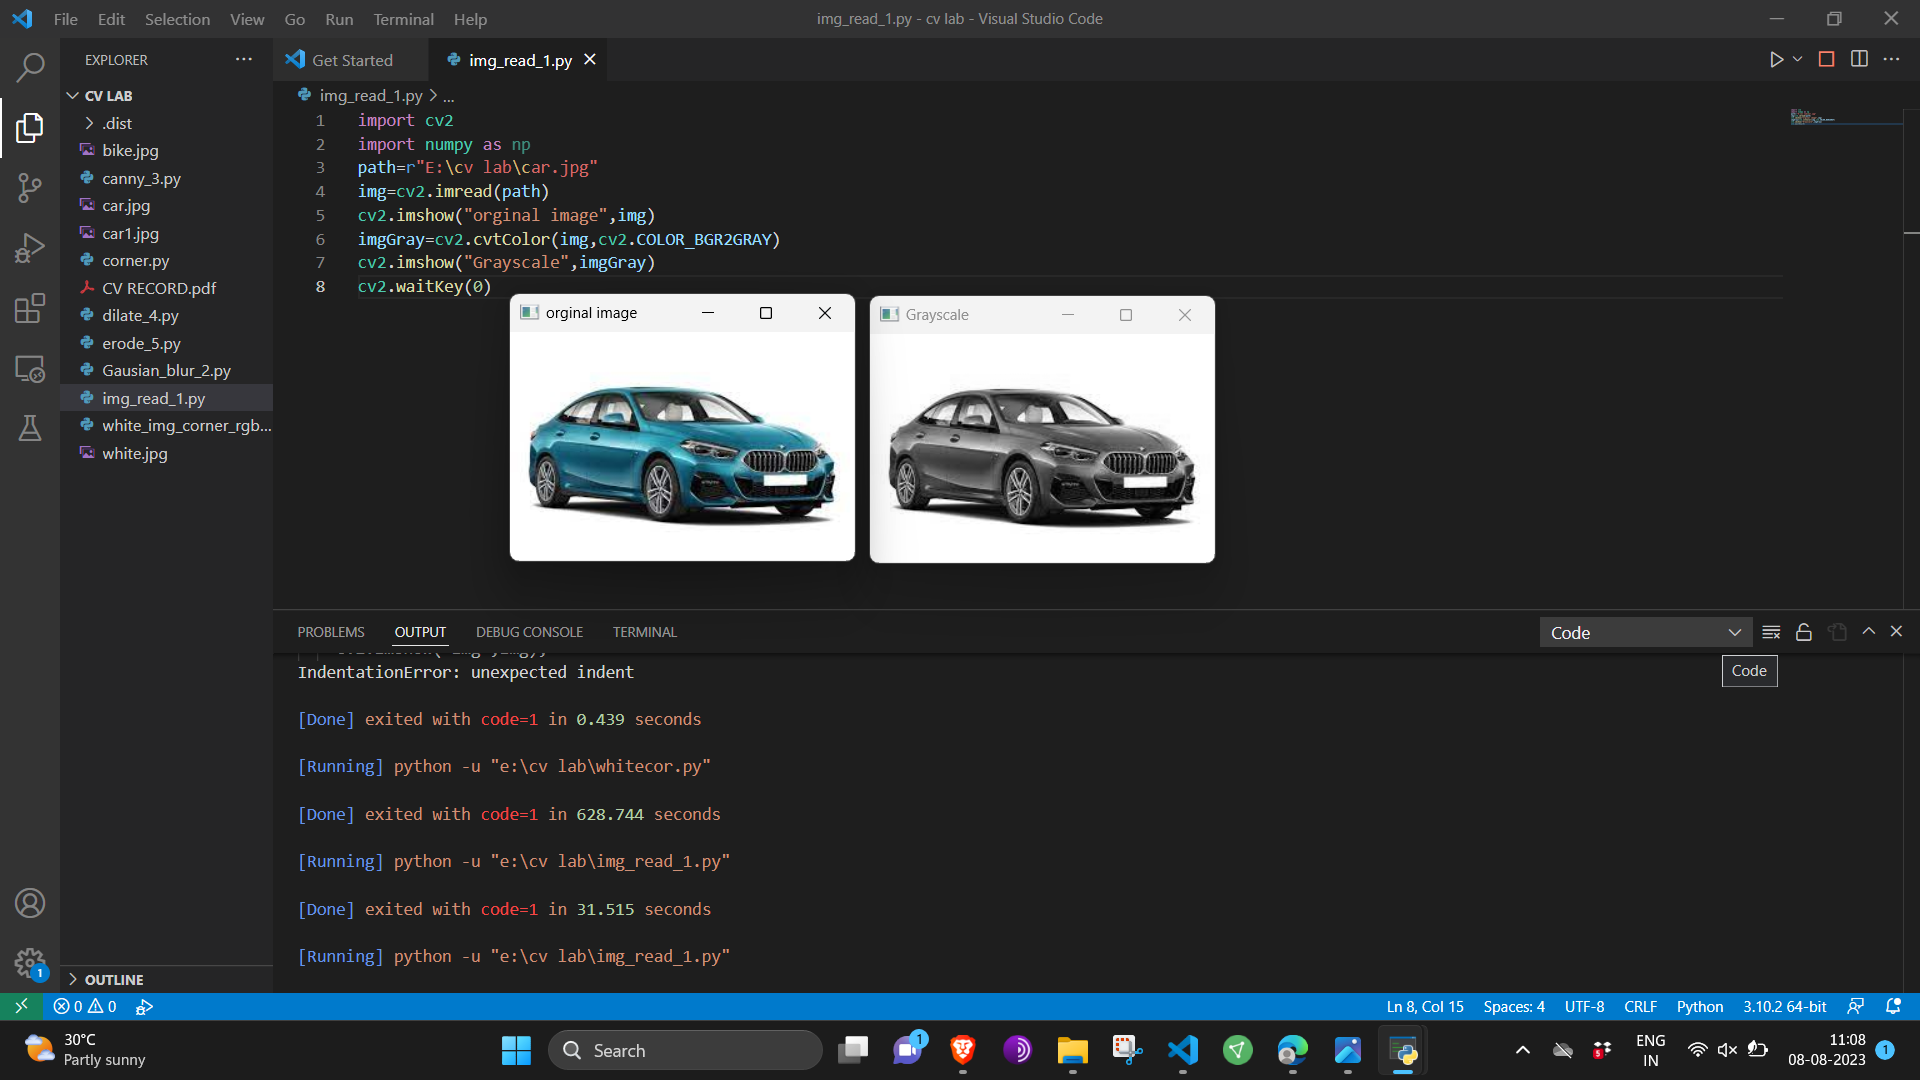 File Edit Selection View Go Run Terminal Help
img_read_1.py - cv lab - Visual Studio Code
EXPLORER
CV LAB
.dist
bike.jpg
canny_3.py
car.jpg
car1.jpg
corner.py
CV RECORD.pdf
dilate_4.py
erode_5.py
Gausian_blur_2.py
img_read_1.py
white_img_corner_rgb...
white.jpg
OUTLINE
Get Started
img_read_1.py
img_read_1.py > ...
1 import cv2
2 import numpy as np
3 path=r"E:\cv lab\car.jpg"
4 img=cv2.imread(path)
5 cv2.imshow("orginal image",img)
6 imgGray=cv2.cvtColor(img,cv2.COLOR_BGR2GRAY)
7 cv2.imshow("Grayscale",imgGray)
8 cv2.waitKey(0)
orginal image
Grayscale
PROBLEMS OUTPUT DEBUG CONSOLE TERMINAL
Code
Code
IndentationError: unexpected indent
[Done] exited with code=1 in 0.439 seconds
[Running] python -u "e:\cv lab\whitecor.py"
[Done] exited with code=1 in 628.744 seconds
[Running] python -u "e:\cv lab\img_read_1.py"
[Done] exited with code=1 in 31.515 seconds
[Running] python -u "e:\cv lab\img_read_1.py"
1
0 0
Ln 8, Col 15 Spaces: 4 UTF-8 CRLF Python 3.10.2 64-bit
30°C
Partly sunny
Search
1
5
ENG
IN
11:08
08-08-2023
1